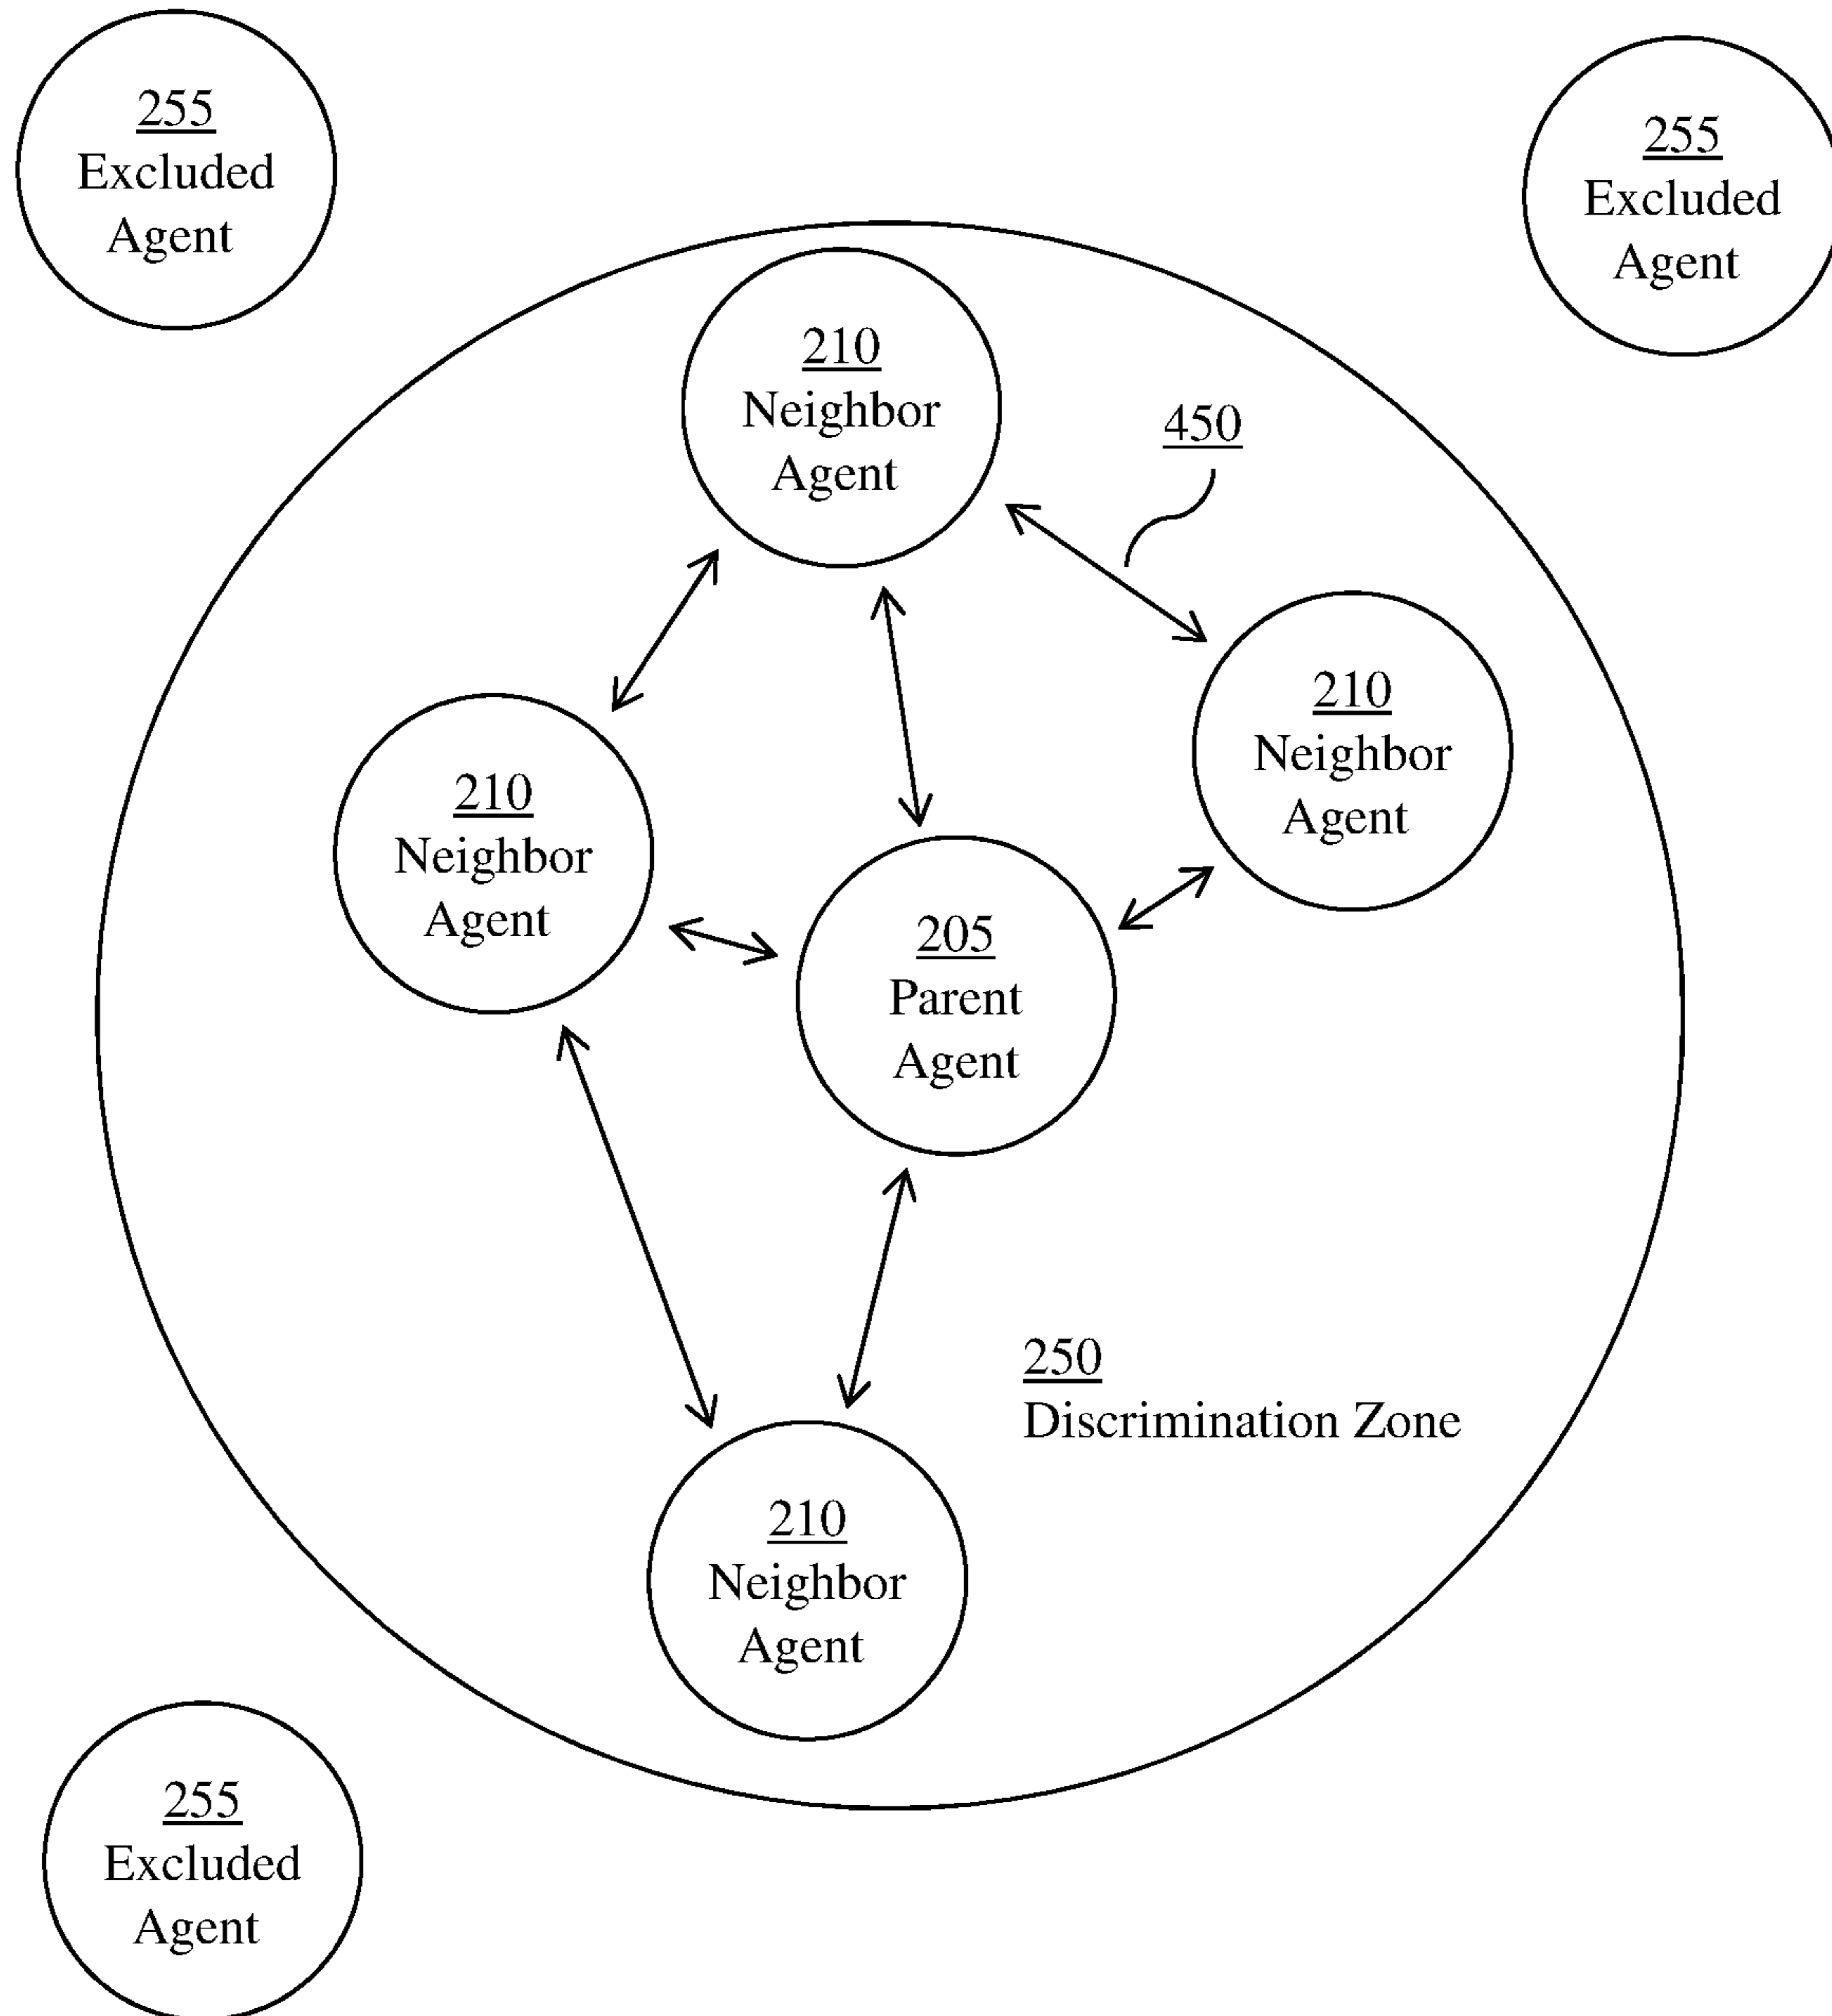 255
Excluded
Agent
255
Excluded
Agent
210
Neighbor
Agent
450
210
Neighbor
Agent
210
Neighbor
Agent
205
Parent
Agent
250
Discrimination Zone
210
Neighbor
Agent
255
Excluded
Agent